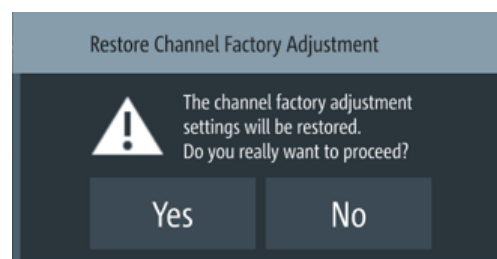 Restore Channel Factory Adjustment
The channel factory adjustment
settings will be restored.
Do you really want to proceed?
Yes
No